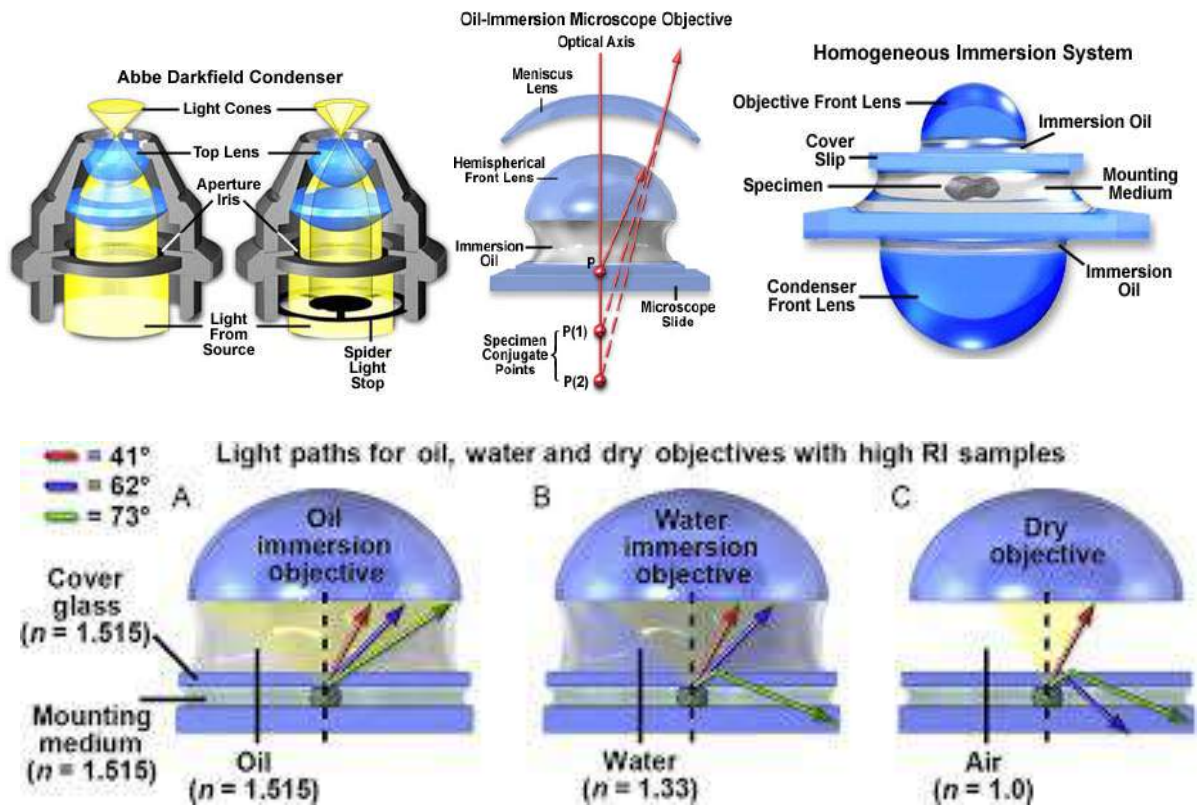 Abbe Darkfield Condenser
Light Cones
Top Lens
Aperture
Iris
Light
From
Source
Spider
Light
Stop
Oil-Immersion Microscope Objective
Optical Axis
Meniscus
Lens
Hemispherical
Front Lens
Immersion
Oil
P
Microscope
Slide
P(1)
Specimen
Conjugate
Points
P(2)
Homogeneous Immersion System
Objective Front Lens
Immersion Oil
Cover
Slip
Specimen
Mounting
Medium
Condenser
Front Lens
Immersion
Oil
Light paths for oil, water and dry objectives with high RI samples
= 41°
= 62°
= 73°
A
Oil
immersion
objective
B
Water
immersion
objective
C
Dry
objective
Cover
glass
(n = 1.515)
Mounting
medium
(n = 1.515)
Oil
(n = 1.515)
Water
(n = 1.33)
Air
(n = 1.0)